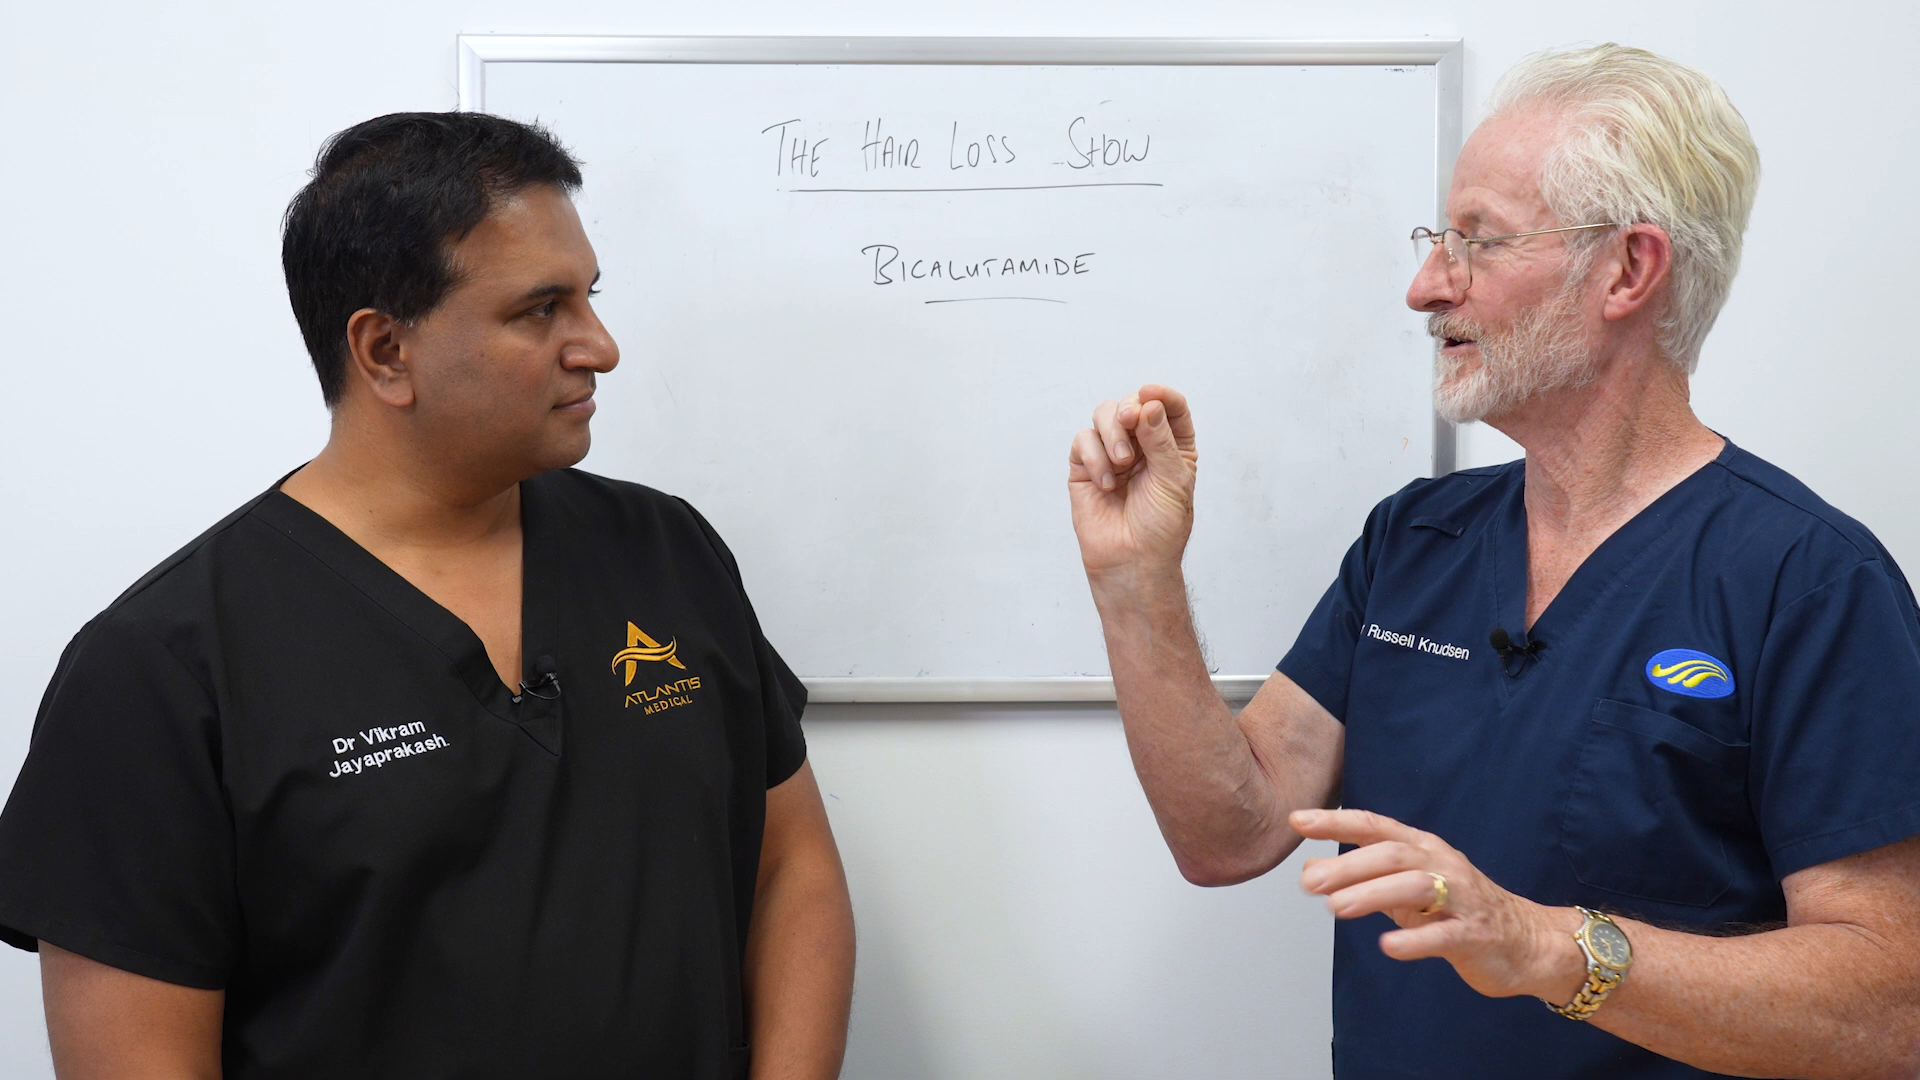 THE HAIR LOSS SHOW
BICALUTAMIDE
Dr Vikram
Jayaprakash
ATLANTIS
MEDICAL
Russell Knudsen